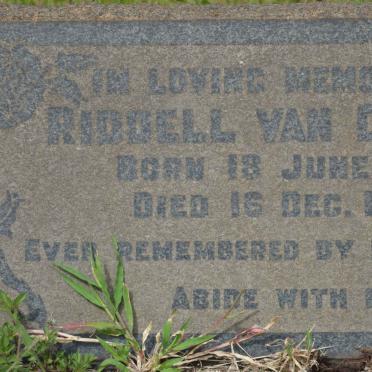 IN LOVING MEMO
RIDDELL VAN
BORN 18 JUNE
DIED 16 DEC.
EVER REMEMBERED BY
ABIDE WITH